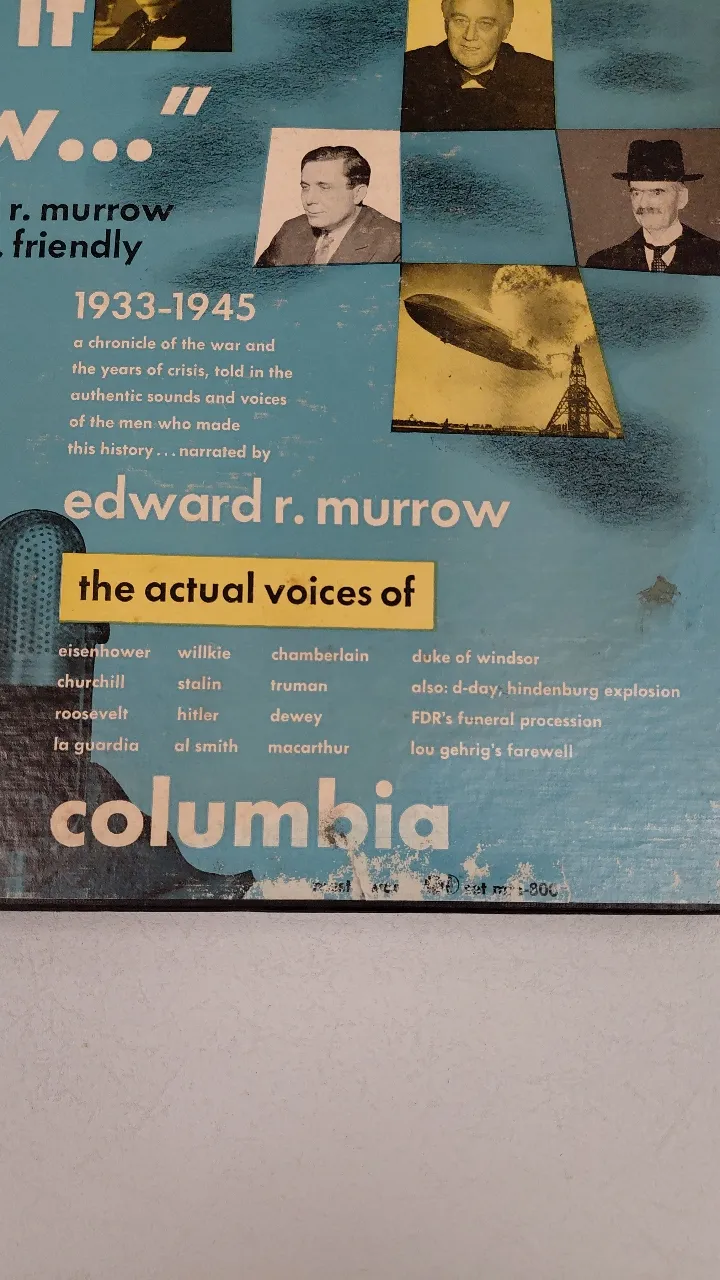 it
w..."
r. murrow
. friendly
1933-1945
a chronicle of the war and
the years of crisis, told in the
authentic sounds and voices
of the men who made
this history...narrated by
edward r. murrow
the actual voices of
eisenhower willkie chamberlain duke of windsor
churchill stalin truman also: d-day, hindenburg explosion
roosevelt hitler dewey FDR's funeral procession
la guardia al smith macarthur lou gehrig's farewell
columbia
set